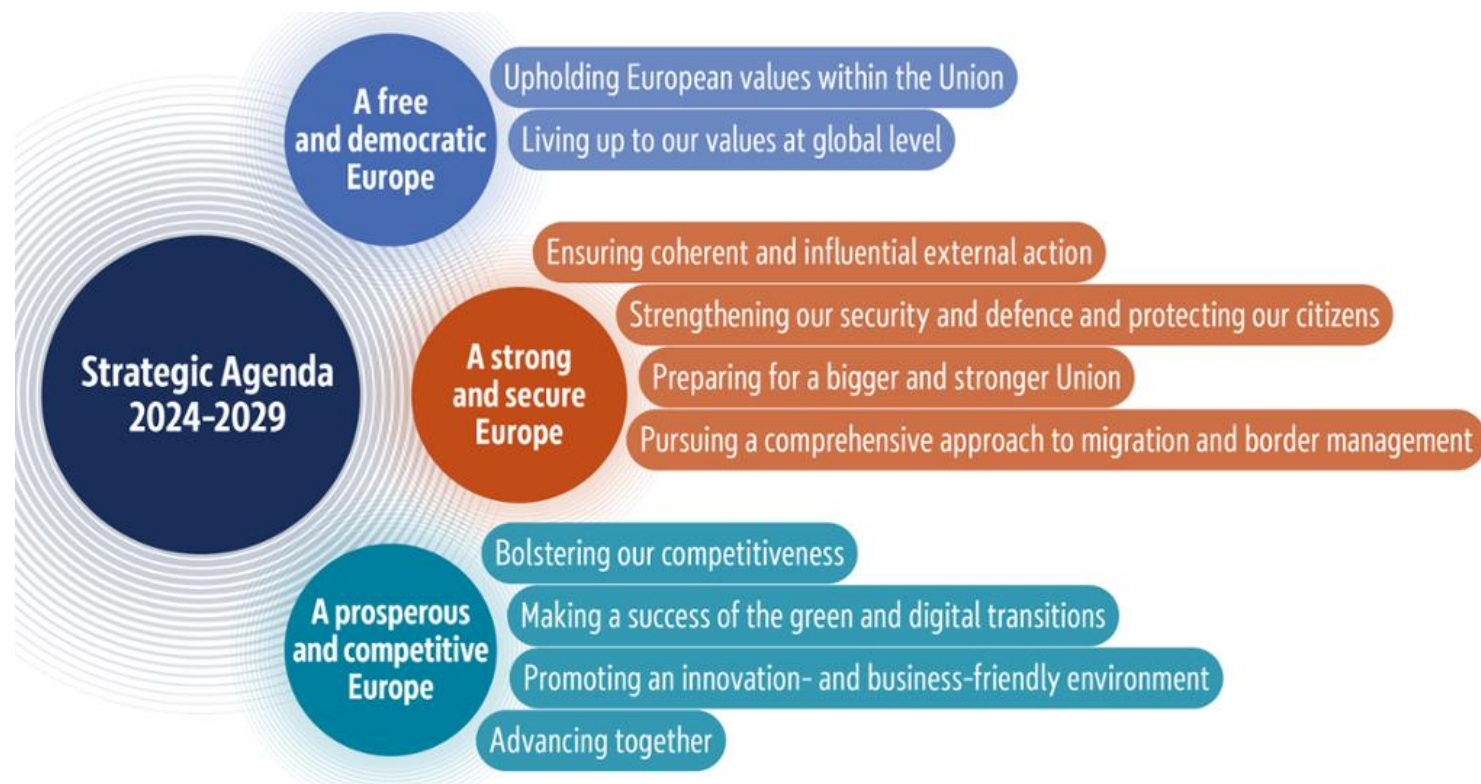 A free
and democratic
Europe
Upholding European values within the Union
Living up to our values at global level
Strategic Agenda
2024-2029
A strong
and secure
Europe
Ensuring coherent and influential external action
Strengthening our security and defence and protecting our citizens
Preparing for a bigger and stronger Union
Pursuing a comprehensive approach to migration and border management
A prosperous
and competitive
Europe
Bolstering our competitiveness
Making a success of the green and digital transitions
Promoting an innovation- and business-friendly environment
Advancing together